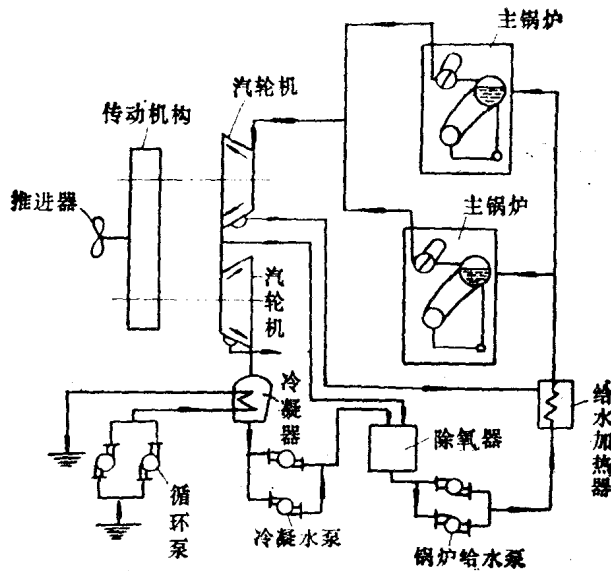 主锅炉
汽轮机
传动机构
推进器
主锅炉
汽轮机
冷凝器
给水加热器
除氧器
循环泵
冷凝水泵
锅炉给水泵